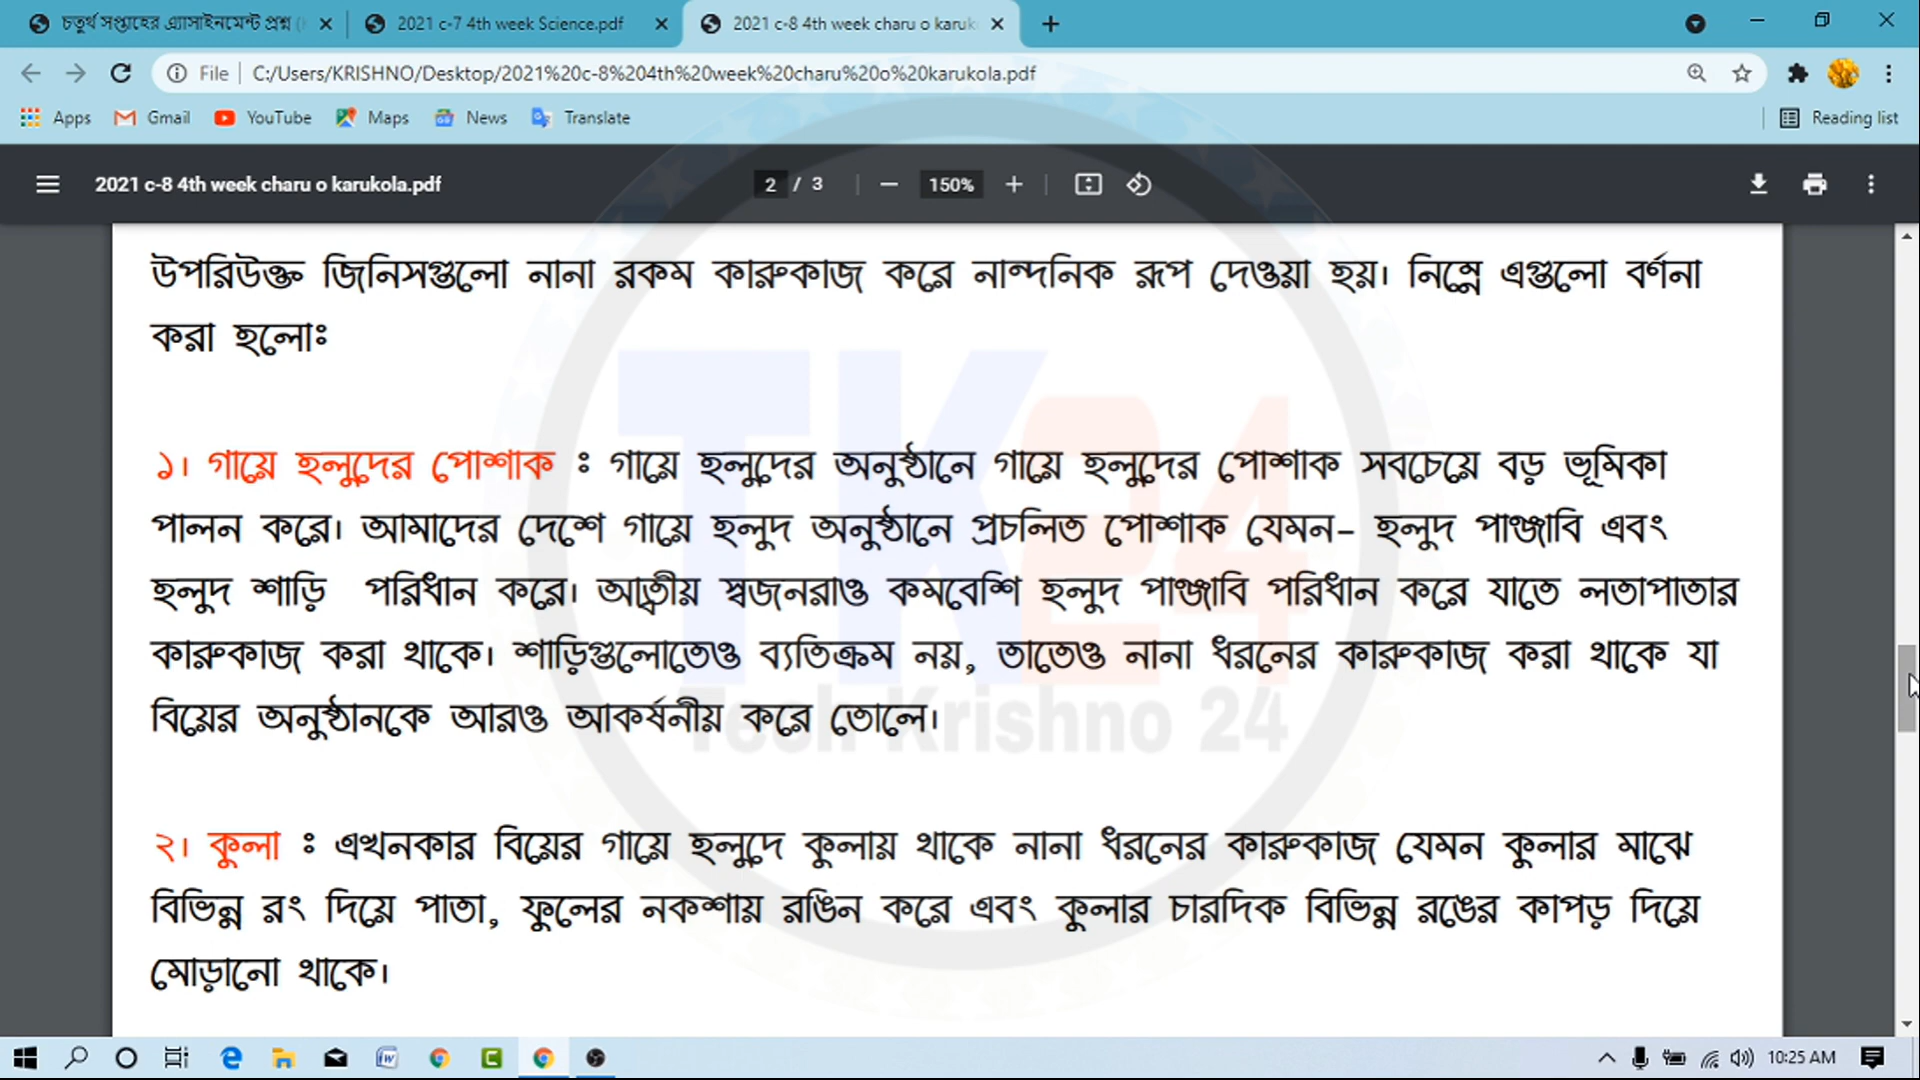 চতুর্থ সপ্তাহের এ্যাসাইনমেন্ট প্রশ্ন
2021 c-7 4th week Science.pdf
2021 c-8 4th week charu o karuk
File
C:/Users/KRISHNO/Desktop/2021%20c-8%204th%20week%20charu%20o%20karukola.pdf
Apps Gmail YouTube Maps News Translate Reading list
2021 c-8 4th week charu o karukola.pdf 2 / 3 150%
উপরিউক্ত জিনিসগুলো নানা রকম কারুকাজ করে নান্দনিক রূপ দেওয়া হয়। নিম্নে এগুলো বর্ণনা
করা হলোঃ
১। গায়ে হলুদের পোশাক ঃ গায়ে হলুদের অনুষ্ঠানে গায়ে হলুদের পোশাক সবচেয়ে বড় ভূমিকা
পালন করে। আমাদের দেশে গায়ে হলুদ অনুষ্ঠানে প্রচলিত পোশাক যেমন- হলুদ পাঞ্জাবি এবং
হলুদ শাড়ি পরিধান করে। আত্নীয় স্বজনরাও কমবেশি হলুদ পাঞ্জাবি পরিধান করে যাতে লতাপাতার
কারুকাজ করা থাকে। শাড়িগুলোতেও ব্যতিক্রম নয়, তাতেও নানা ধরনের কারুকাজ করা থাকে যা
বিয়ের অনুষ্ঠানকে আরও আকর্ষনীয় করে তোলে।
TK24
Tech Krishno 24
২। কুলা ঃ এখনকার বিয়ের গায়ে হলুদে কুলায় থাকে নানা ধরনের কারুকাজ যেমন কুলার মাঝে
বিভিন্ন রং দিয়ে পাতা, ফুলের নকশায় রঙিন করে এবং কুলার চারদিক বিভিন্ন রঙের কাপড় দিয়ে
মোড়ানো থাকে।
10:25 AM